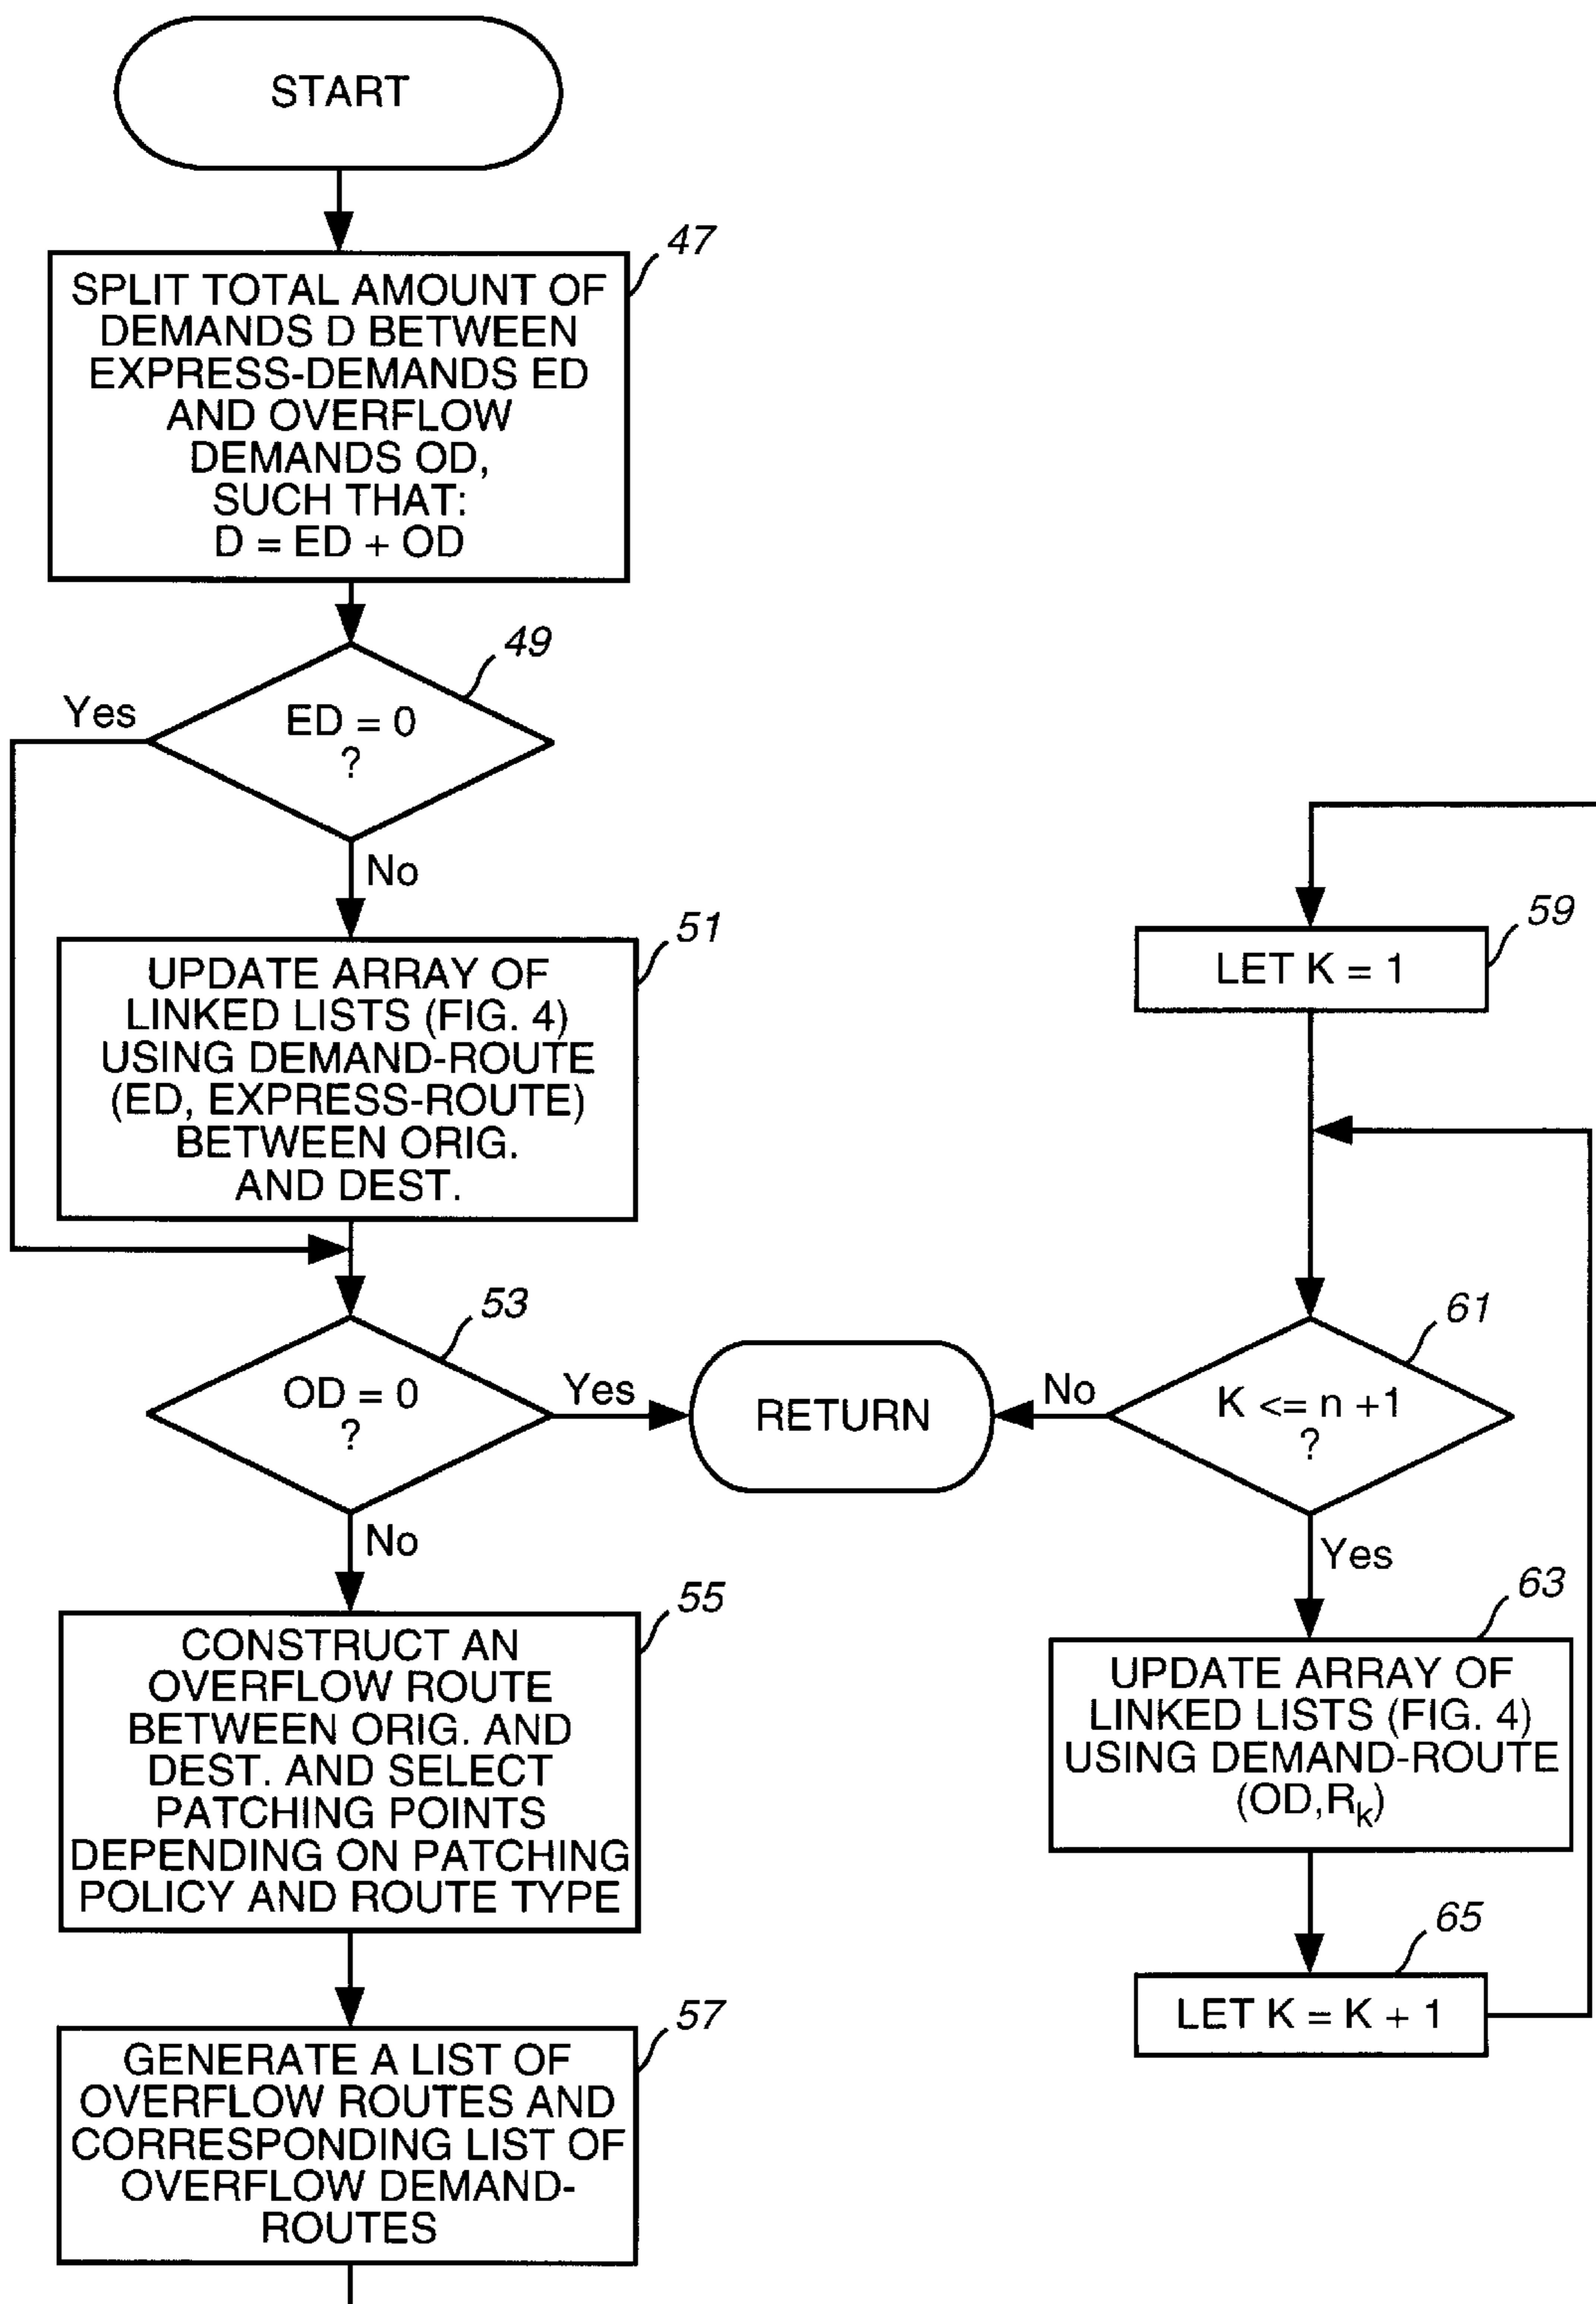 START
47
SPLIT TOTAL AMOUNT OF
DEMANDS D BETWEEN
EXPRESS-DEMANDS ED
AND OVERFLOW
DEMANDS OD,
SUCH THAT:
D = ED + OD
49
Yes
ED = 0
?
No
51
UPDATE ARRAY OF
LINKED LISTS (FIG. 4)
USING DEMAND-ROUTE
(ED, EXPRESS-ROUTE)
BETWEEN ORIG.
AND DEST.
53
OD = 0
?
Yes
RETURN
No
55
CONSTRUCT AN
OVERFLOW ROUTE
BETWEEN ORIG. AND
DEST. AND SELECT
PATCHING POINTS
DEPENDING ON PATCHING
POLICY AND ROUTE TYPE
57
GENERATE A LIST OF
OVERFLOW ROUTES AND
CORRESPONDING LIST OF
OVERFLOW DEMAND-
ROUTES
59
LET K = 1
61
No
K <= n +1
?
Yes
63
UPDATE ARRAY OF
LINKED LISTS (FIG. 4)
USING DEMAND-ROUTE
(OD,Rk)
65
LET K = K + 1